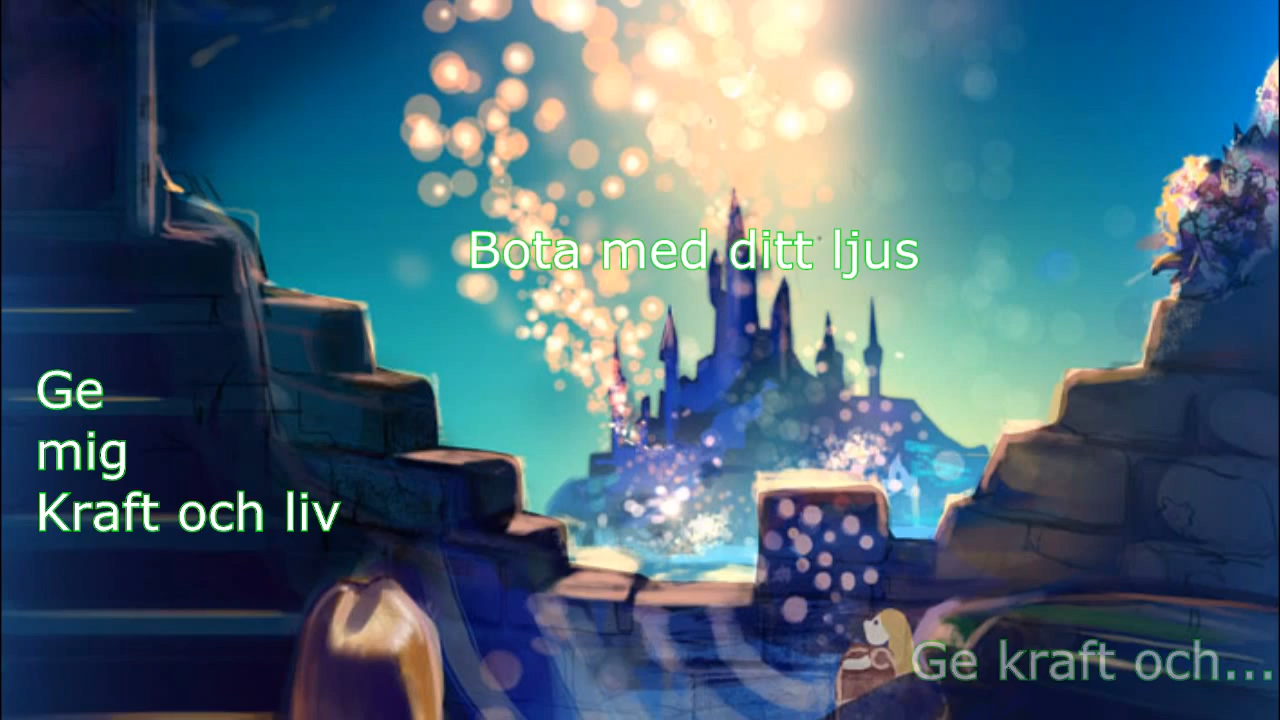 Bota med ditt ljus
Ge
mig
Kraft och liv
Ge kraft och...